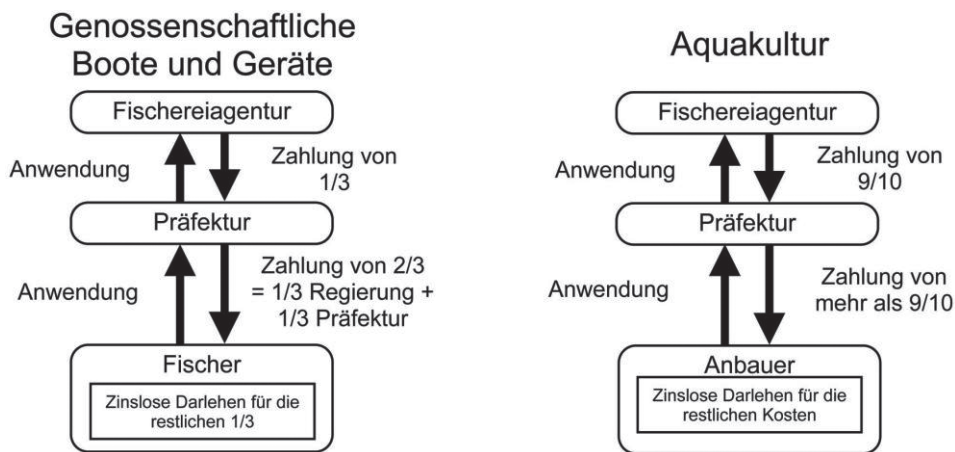 Genossenschaftliche
Boote und Geräte
Fischereiagentur
Anwendung
Zahlung von
1/3
Präfektur
Anwendung
Zahlung von 2/3
= 1/3 Regierung +
1/3 Präfektur
Fischer
Zinslose Darlehen für die
restlichen 1/3
Aquakultur
Fischereiagentur
Anwendung
Zahlung von
9/10
Präfektur
Anwendung
Zahlung von
mehr als 9/10
Anbauer
Zinslose Darlehen für die
restlichen Kosten